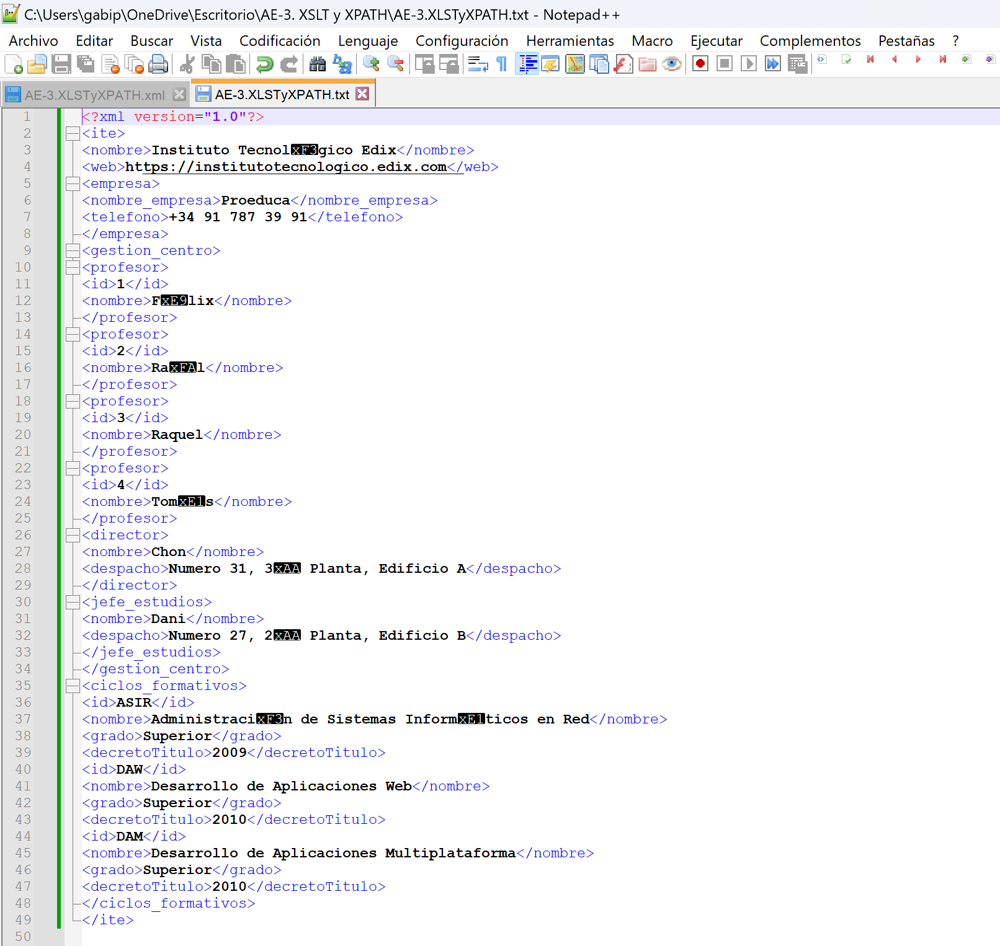 C:\Users\gabip\OneDrive\Escritorio\AE-3. XSLT y XPATH\AE-3.XLSTyXPATH.txt - Notepad++
Archivo Editar Buscar Vista Codificación Lenguaje Configuración Herramientas Macro Ejecutar Complementos Pestañas ?
AE-3.XLSTyXPATH.xml AE-3.XLSTyXPATH.txt
1 <?xml version="1.0"?>
2 <ite>
3 <nombre>Instituto TecnolxF3gico Edix</nombre>
4 <web>https://institutotecnologico.edix.com</web>
5 <empresa>
6 <nombre_empresa>Proeduca</nombre_empresa>
7 <telefono>+34 91 787 39 91</telefono>
8 </empresa>
9 <gestion_centro>
10 <profesor>
11 <id>1</id>
12 <nombre>FxE9lix</nombre>
13 </profesor>
14 <profesor>
15 <id>2</id>
16 <nombre>RaxFAl</nombre>
17 </profesor>
18 <profesor>
19 <id>3</id>
20 <nombre>Raquel</nombre>
21 </profesor>
22 <profesor>
23 <id>4</id>
24 <nombre>TomxE1s</nombre>
25 </profesor>
26 <director>
27 <nombre>Chon</nombre>
28 <despacho>Numero 31, 3xAA Planta, Edificio A</despacho>
29 </director>
30 <jefe_estudios>
31 <nombre>Dani</nombre>
32 <despacho>Numero 27, 2xAA Planta, Edificio B</despacho>
33 </jefe_estudios>
34 </gestion_centro>
35 <ciclos_formativos>
36 <id>ASIR</id>
37 <nombre>AdministracixF3n de Sistemas InformxE1ticos en Red</nombre>
38 <grado>Superior</grado>
39 <decretoTitulo>2009</decretoTitulo>
40 <id>DAW</id>
41 <nombre>Desarrollo de Aplicaciones Web</nombre>
42 <grado>Superior</grado>
43 <decretoTitulo>2010</decretoTitulo>
44 <id>DAM</id>
45 <nombre>Desarrollo de Aplicaciones Multiplataforma</nombre>
46 <grado>Superior</grado>
47 <decretoTitulo>2010</decretoTitulo>
48 </ciclos_formativos>
49 </ite>
50